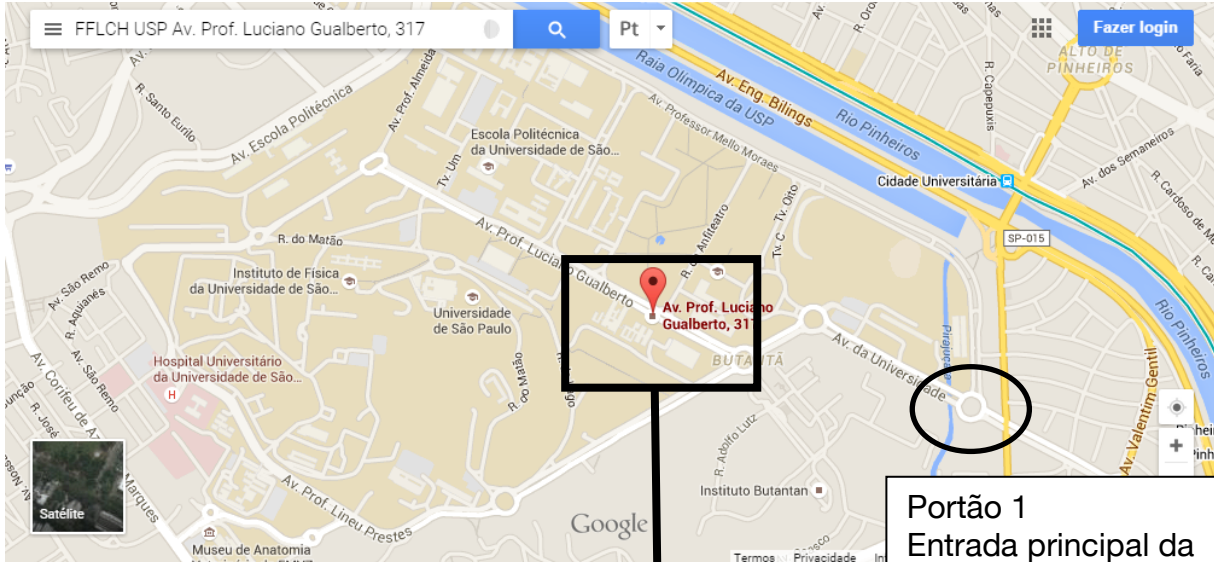 FFLCH USP Av. Prof. Luciano Gualberto, 317
Pt
Fazer login
ALTO DE
PINHEIROS
R. Capepuxis
Av. dos Semaneiros
R. Cardoso de
R. Santo Eurilo
Av. Escola Politécnica
Av. Prof. Almeida
Tv. Um
Escola Politécnica
da Universidade de São...
Raia Olímpica da USP
Av. Eng. Bilings
Rio Pinheiros
Av. Professor Mello Moraes
Cidade Universitária
SP-015
Tv. Oito
Tv. C
R. do Anfiteatro
R. do Matão
Av. Prof. Luciano Gualberto
Instituto de Física
da Universidade de São...
Universidade
de São Paulo
Av. Prof. Luciano
Gualberto, 317
BUTANTÃ
Av. da Universidade
Pirajuçara
Rio Pinheiros
Av. Valentim Gentil
Av. São Remo
R. Aquianés
Av. São Remo
Av. Corifeu de
Marques
R. José
Hospital Universitário
da Universidade de São...
H
R. do Matão
R. Adolfo Lutz
Instituto Butantan
Av. Prof. Lineu Prestes
Satélite
Museu de Anatomia
Google
Termos
Privacidade
+
Portão 1
Entrada principal da